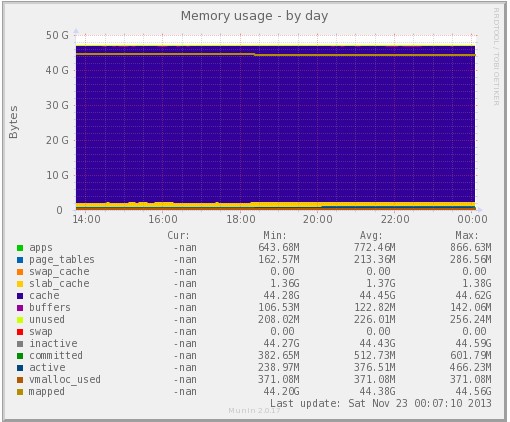 Memory usage - by day
RRDTOOL / TOBI OETIKER
Bytes
50 G
40 G
30 G
20 G
10 G
0
14:00 16:00 18:00 20:00 22:00 00:00
Cur: Min: Avg: Max:
apps -nan 643.68M 772.46M 866.63M
page_tables -nan 162.57M 213.36M 286.56M
swap_cache -nan 0.00 0.00 0.00
slab_cache -nan 1.36G 1.37G 1.38G
cache -nan 44.28G 44.45G 44.62G
buffers -nan 106.53M 122.82M 142.06M
unused -nan 208.02M 226.01M 256.24M
swap -nan 0.00 0.00 0.00
inactive -nan 44.27G 44.43G 44.59G
committed -nan 382.65M 512.73M 601.79M
active -nan 238.97M 376.51M 466.23M
vmalloc_used -nan 371.08M 371.08M 371.08M
mapped -nan 44.20G 44.38G 44.56G
Last update: Sat Nov 23 00:07:10 2013
Munin 2.0.17